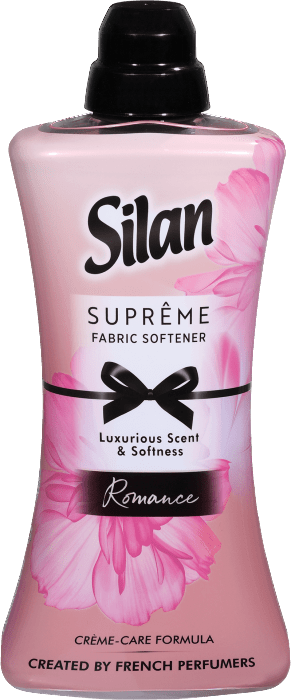 Silan
SUPRÊME
FABRIC SOFTENER
Luxurious Scent
& Softness
Romance
CRÈME-CARE FORMULA
CREATED BY FRENCH PERFUMERS